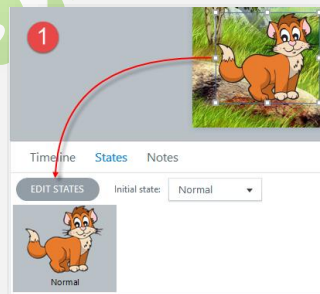 1
Timeline States Notes
EDIT STATES Initial state: Normal
Normal